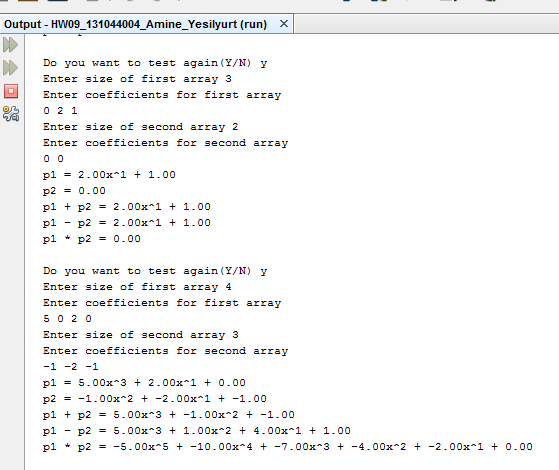 Output - HW09_131044004_Amine_Yesilyurt (run) ×
Do you want to test again(Y/N) y
Enter size of first array 3
Enter coefficients for first array
0 2 1
Enter size of second array 2
Enter coefficients for second array
0 0
p1 = 2.00x^1 + 1.00
p2 = 0.00
p1 + p2 = 2.00x^1 + 1.00
p1 - p2 = 2.00x^1 + 1.00
p1 * p2 = 0.00
Do you want to test again(Y/N) y
Enter size of first array 4
Enter coefficients for first array
5 0 2 0
Enter size of second array 3
Enter coefficients for second array
-1 -2 -1
p1 = 5.00x^3 + 2.00x^1 + 0.00
p2 = -1.00x^2 + -2.00x^1 + -1.00
p1 + p2 = 5.00x^3 + -1.00x^2 + -1.00
p1 - p2 = 5.00x^3 + 1.00x^2 + 4.00x^1 + 1.00
p1 * p2 = -5.00x^5 + -10.00x^4 + -7.00x^3 + -4.00x^2 + -2.00x^1 + 0.00